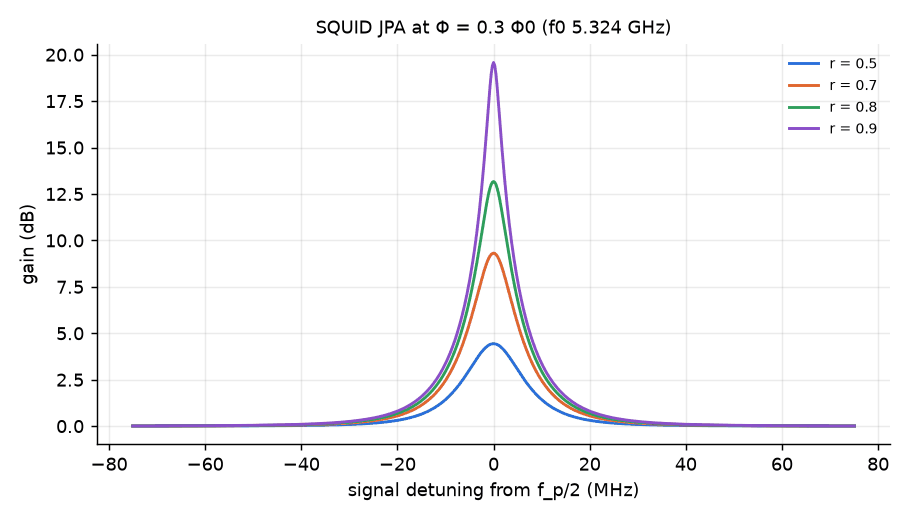 SQUID JPA at Φ = 0.3 Φ0 (f0 5.324 GHz)
20.0
17.5
15.0
12.5
10.0
7.5
5.0
2.5
0.0
gain (dB)
r = 0.5
r = 0.7
r = 0.8
r = 0.9
−80
−60
−40
−20
0
20
40
60
80
signal detuning from f_p/2 (MHz)